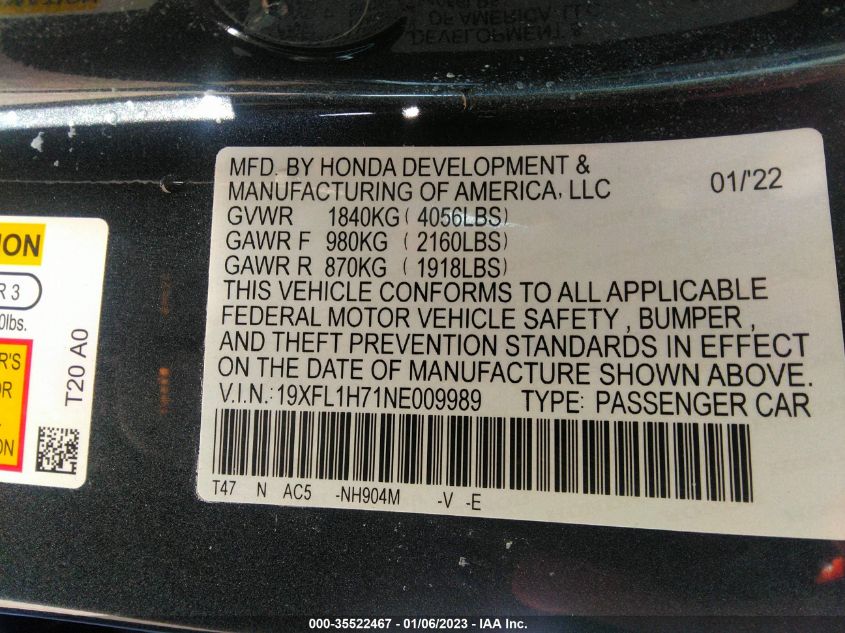 MFD. BY HONDA DEVELOPMENT &
MANUFACTURING OF AMERICA, LLC 01/'22
GVWR 1840KG ( 4056LBS)
GAWR F 980KG ( 2160LBS)
GAWR R 870KG ( 1918LBS)
THIS VEHICLE CONFORMS TO ALL APPLICABLE
FEDERAL MOTOR VEHICLE SAFETY , BUMPER ,
AND THEFT PREVENTION STANDARDS IN EFFECT
ON THE DATE OF MANUFACTURE SHOWN ABOVE.
V.I.N.: 19XFL1H71NE009989 TYPE: PASSENGER CAR
T47 N AC5 -NH904M -V -E
R 3
0lbs.
T20 A0
000-35522467 - 01/06/2023 - IAA Inc.